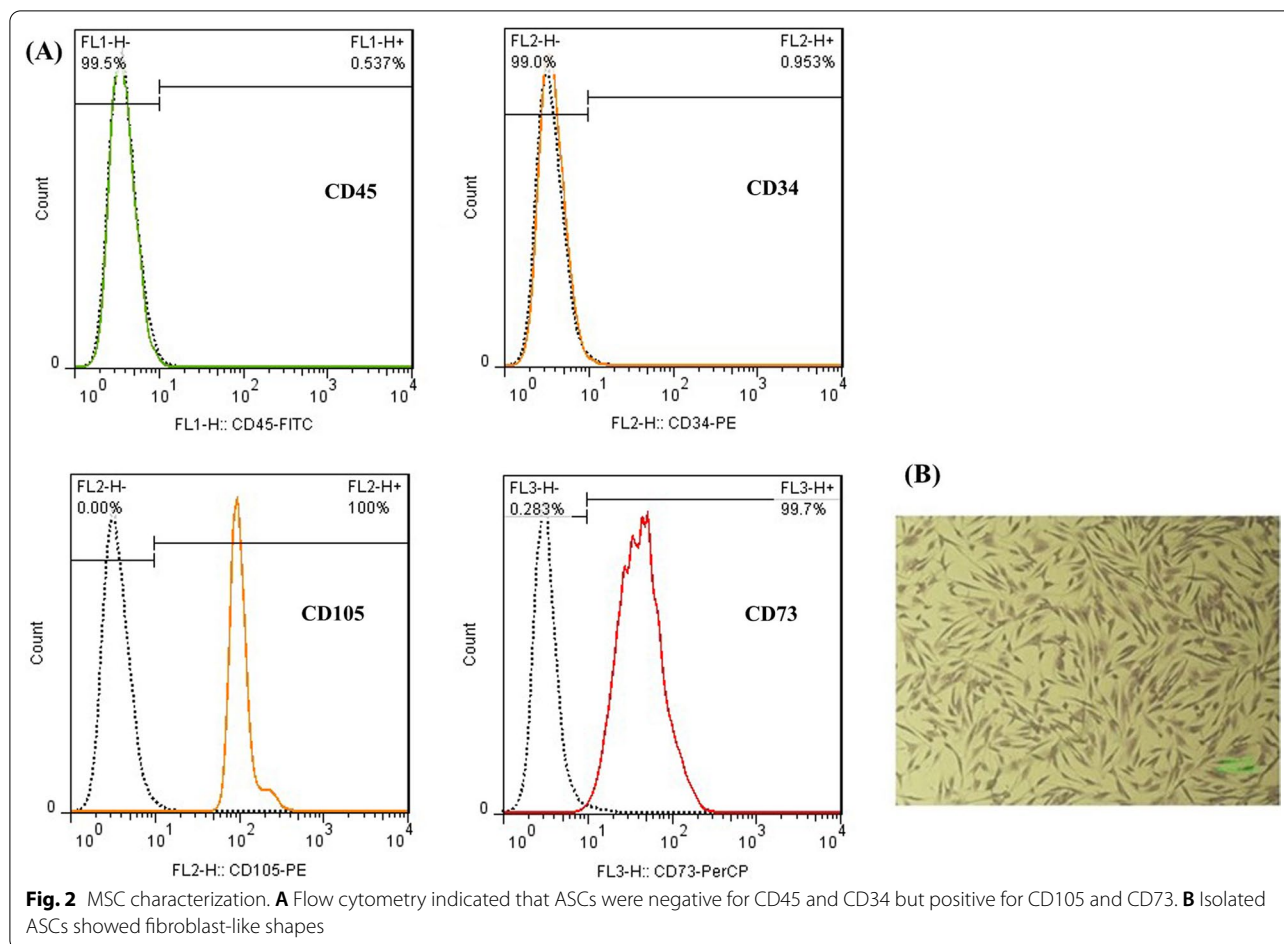 (A)
FL1-H-
99.5%
FL1-H+
0.537%
CD45
Count
0
10^0 10^1 10^2 10^3 10^4
FL1-H:: CD45-FITC
FL2-H-
99.0%
FL2-H+
0.953%
CD34
Count
0
10^0 10^1 10^2 10^3 10^4
FL2-H:: CD34-PE
FL2-H-
0.00%
FL2-H+
100%
CD105
Count
0
10^0 10^1 10^2 10^3 10^4
FL2-H:: CD105-PE
FL3-H-
0.283%
FL3-H+
99.7%
CD73
Count
0
10^0 10^1 10^2 10^3 10^4
FL3-H:: CD73-PerCP
(B)
Fig. 2 MSC characterization. A Flow cytometry indicated that ASCs were negative for CD45 and CD34 but positive for CD105 and CD73. B Isolated
ASCs showed fibroblast-like shapes